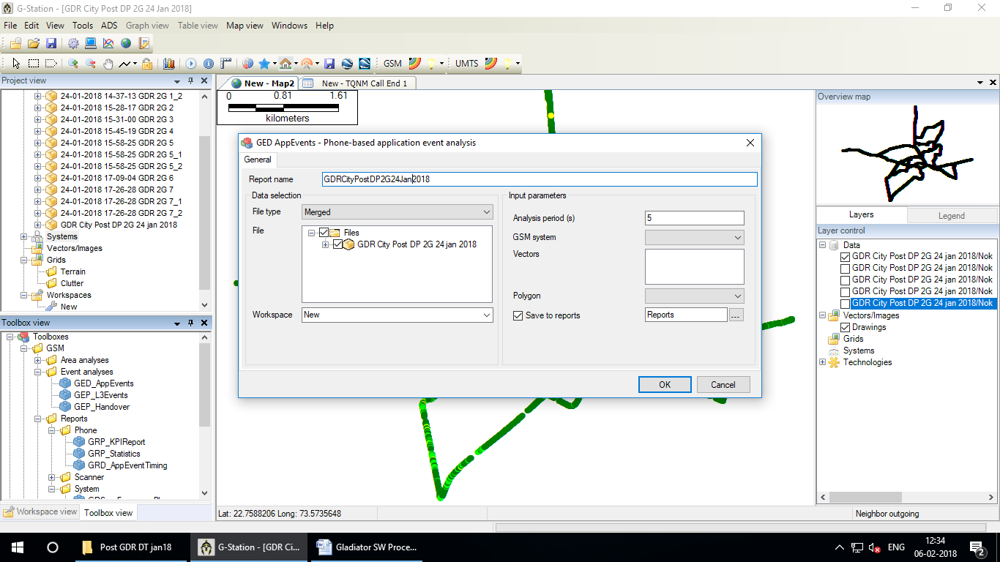 G-Station - [GDR City Post DP 2G 24 Jan 2018]
File Edit View Tools ADS Graph view Table view Map view Windows Help
GSM UMTS
Project view
24-01-2018 14-37-13 GDR 2G 1_2
24-01-2018 15-28-17 GDR 2G 2
24-01-2018 15-31-00 GDR 2G 3
24-01-2018 15-45-19 GDR 2G 4
24-01-2018 15-58-25 GDR 2G 5
24-01-2018 15-58-25 GDR 2G 5_1
24-01-2018 15-58-25 GDR 2G 5_2
24-01-2018 17-09-04 GDR 2G 6
24-01-2018 17-26-28 GDR 2G 7
24-01-2018 17-26-28 GDR 2G 7_1
24-01-2018 17-26-28 GDR 2G 7_2
GDR City Post DP 2G 24 jan 2018
Systems
Vectors/Images
Grids
Terrain
Clutter
Workspaces
New
Toolbox view
Toolboxes
GSM
Area analyses
Event analyses
GED_AppEvents
GEP_L3Events
GEP_Handover
Reports
Phone
GRP_KPIReport
GRP_Statistics
GRD_AppEventTiming
Scanner
System
Workspace view Toolbox view
New - Map2 New - TQNM Call End 1
0 0.81 1.61
kilometers
GED AppEvents - Phone-based application event analysis
General
Report name GDRCityPostDP2G24Jan2018
Data selection
File type Merged
File
Files
GDR City Post DP 2G 24 jan 2018
Workspace New
Input parameters
Analysis period (s) 5
GSM system
Vectors
Polygon
Save to reports Reports ...
OK Cancel
Lat: 22.7588206 Long: 73.5735648
Neighbor outgoing
Overview map
Layers Legend
Layer control
Data
GDR City Post DP 2G 24 jan 2018/Nok
GDR City Post DP 2G 24 jan 2018/Nok
GDR City Post DP 2G 24 jan 2018/Nok
GDR City Post DP 2G 24 jan 2018/Nok
GDR City Post DP 2G 24 jan 2018/Nok
Vectors/Images
Drawings
Grids
Systems
Technologies
Post GDR DT jan18
G-Station - [GDR Ci...
Gladiator SW Proce...
ENG
12:34
06-02-2018
2